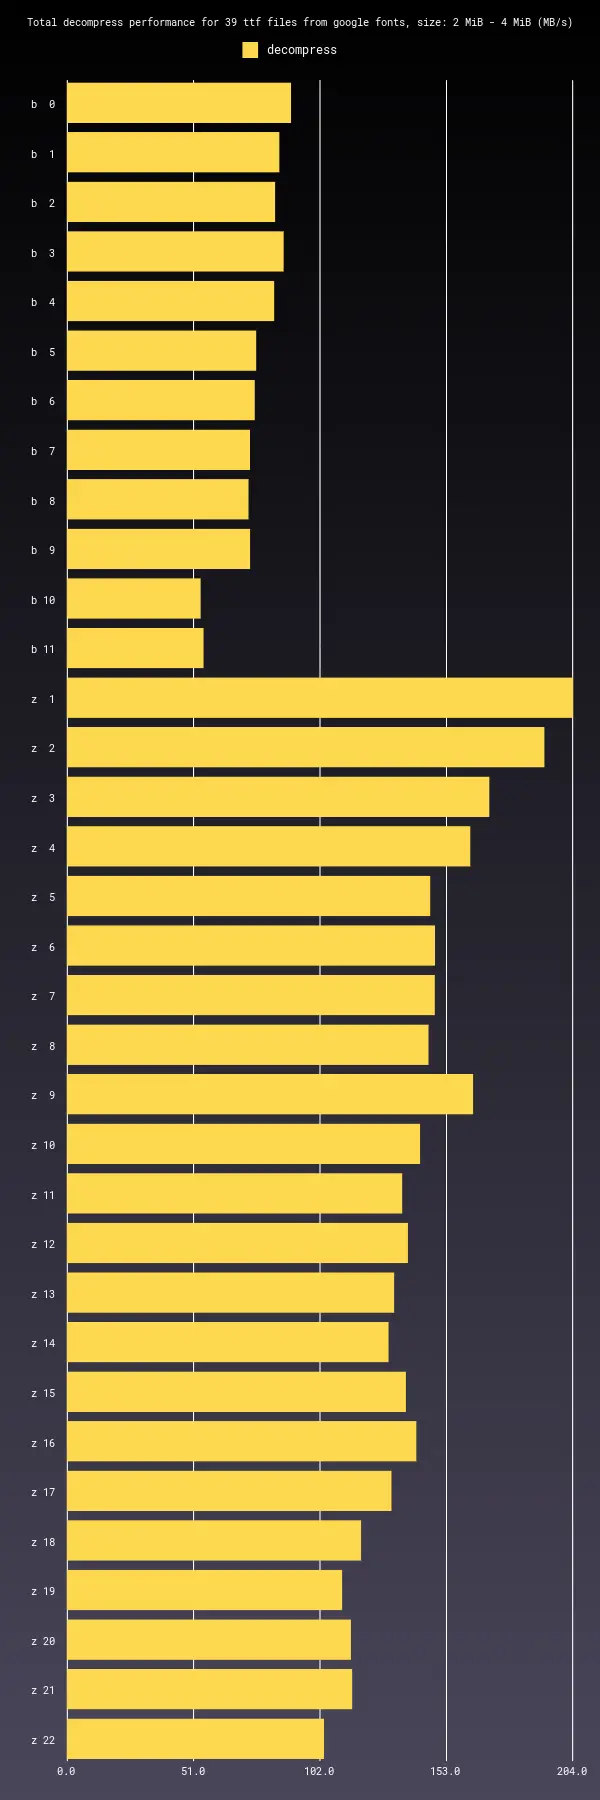 Total decompress performance for 39 ttf files from google fonts, size: 2 MiB - 4 MiB (MB/s)
decompress
b 0
b 1
b 2
b 3
b 4
b 5
b 6
b 7
b 8
b 9
b 10
b 11
z 1
z 2
z 3
z 4
z 5
z 6
z 7
z 8
z 9
z 10
z 11
z 12
z 13
z 14
z 15
z 16
z 17
z 18
z 19
z 20
z 21
z 22
0.0 51.0 102.0 153.0 204.0